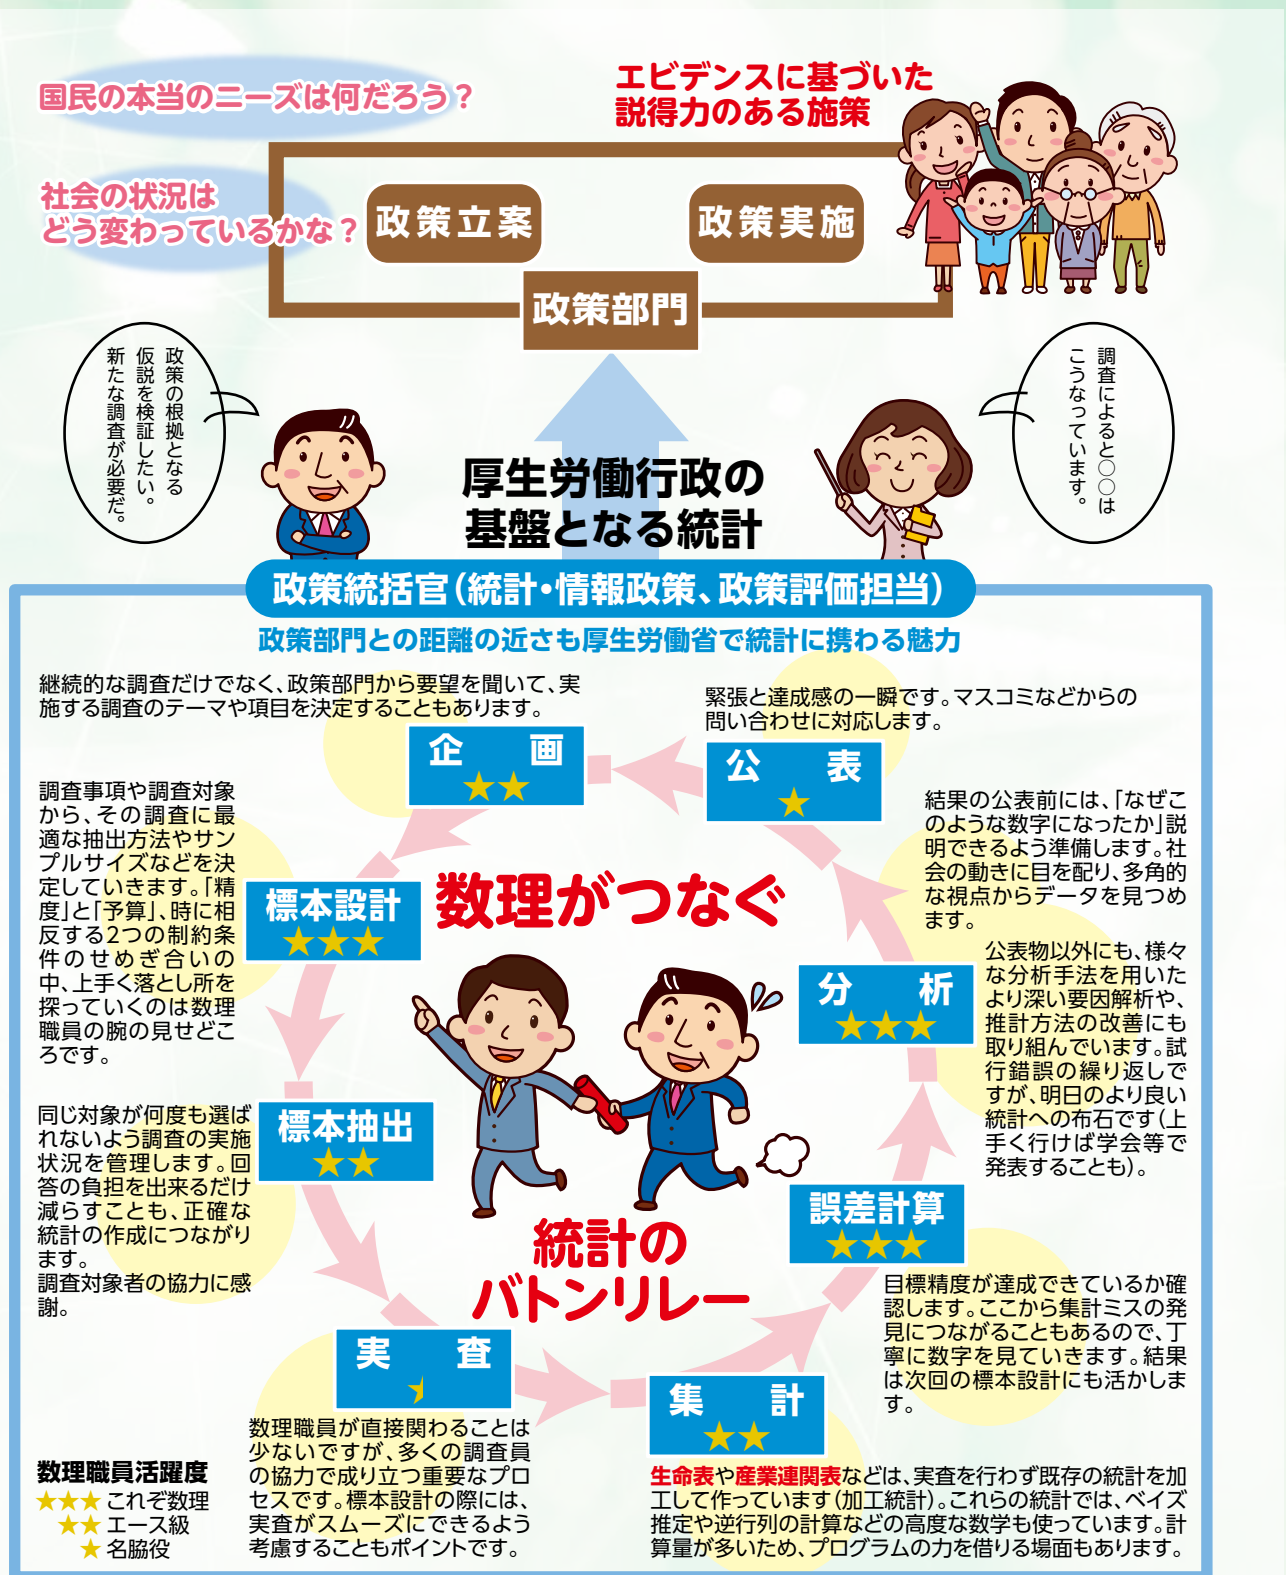 国民の本当のニーズは何だろう？
社会の状況は
どう変わっているかな？
エビデンスに基づいた
説得力のある施策
政策立案
政策実施
政策部門
政策の根拠となる
仮説を検証したい。
新たな調査が必要だ。
調査によると○○は
こうなっています。
厚生労働行政の
基盤となる統計
政策統括官（統計・情報政策、政策評価担当）
政策部門との距離の近さも厚生労働省で統計に携わる魅力
継続的な調査だけでなく、政策部門から要望を聞いて、実
施する調査のテーマや項目を決定することもあります。
企画
★★
緊張と達成感の一瞬です。マスコミなどからの
問い合わせに対応します。
公表
★
調査事項や調査対象
から、その調査に最
適な抽出方法やサン
プルサイズなどを決
定していきます。「精
度」と「予算」、時に相
反する2つの制約条
件のせめぎ合いの
中、上手く落とし所を
探っていくのは数理
職員の腕の見せどこ
ろです。
標本設計
★★★
数理がつなぐ
結果の公表前には、「なぜこ
のような数字になったか」説
明できるよう準備します。社
会の動きに目を配り、多角的
な視点からデータを見つめ
ます。
分析
★★★
公表物以外にも、様々
な分析手法を用いた
より深い要因解析や、
推計方法の改善にも
取り組んでいます。試
行錯誤の繰り返しで
すが、明日のより良い
統計への布石です（上
手く行けば学会等で
発表することも）。
同じ対象が何度も選ば
れないよう調査の実施
状況を管理します。回
答の負担を出来るだけ
減らすことも、正確な
統計の作成につながり
ます。
調査対象者の協力に感
謝。
標本抽出
★★
統計の
バトンリレー
誤差計算
★★★
目標精度が達成できているか確
認します。ここから集計ミスの発
見につながることもあるので、丁
寧に数字を見ていきます。結果
は次回の標本設計にも活かしま
す。
実査
数理職員が直接関わることは
少ないですが、多くの調査員
の協力で成り立つ重要なプロ
セスです。標本設計の際には、
実査がスムーズにできるよう
考慮することもポイントです。
集計
★★
生命表や産業連関表などは、実査を行わず既存の統計を加
工して作っています（加工統計）。これらの統計では、ベイズ
推定や逆行列の計算などの高度な数学も使っています。計
算量が多いため、プログラムの力を借りる場面もあります。
数理職員活躍度
★★★これぞ数理
★★エース級
★名脇役